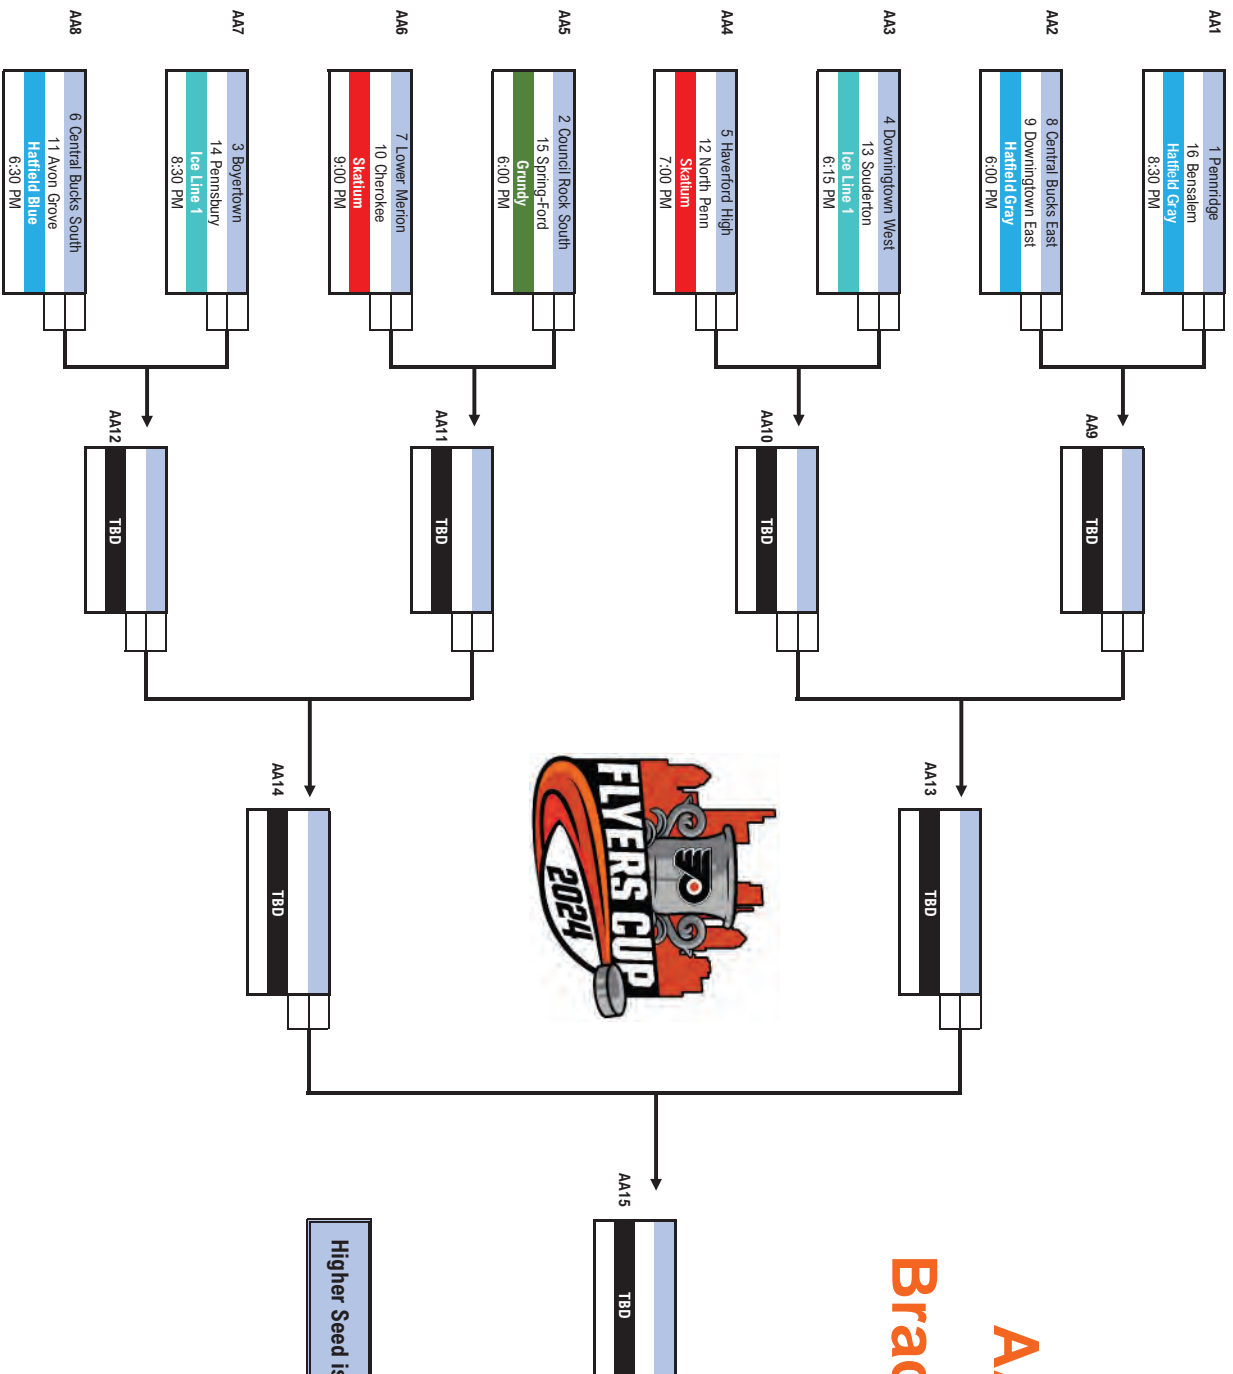 AA1
1 Pennridge
16 Bensalem
Hatfield Gray
8:30 PM
AA2
8 Central Bucks East
9 Downingtown East
Hatfield Gray
6:00 PM
AA3
4 Downingtown West
13 Souderton
Ice Line 1
6:15 PM
AA4
5 Haverford High
12 North Penn
Skatium
7:00 PM
AA5
2 Council Rock South
15 Spring-Ford
Grundy
6:00 PM
AA6
7 Lower Merion
10 Cherokee
Skatium
9:00 PM
AA7
3 Boyertown
14 Pennsbury
Ice Line 1
8:30 PM
AA8
6 Central Bucks South
11 Avon Grove
Hatfield Blue
6:30 PM
AA9
TBD
AA10
TBD
AA11
TBD
AA12
TBD
AA13
TBD
AA14
TBD
FLYERS CUP
2024
AA15
TBD
Higher Seed is